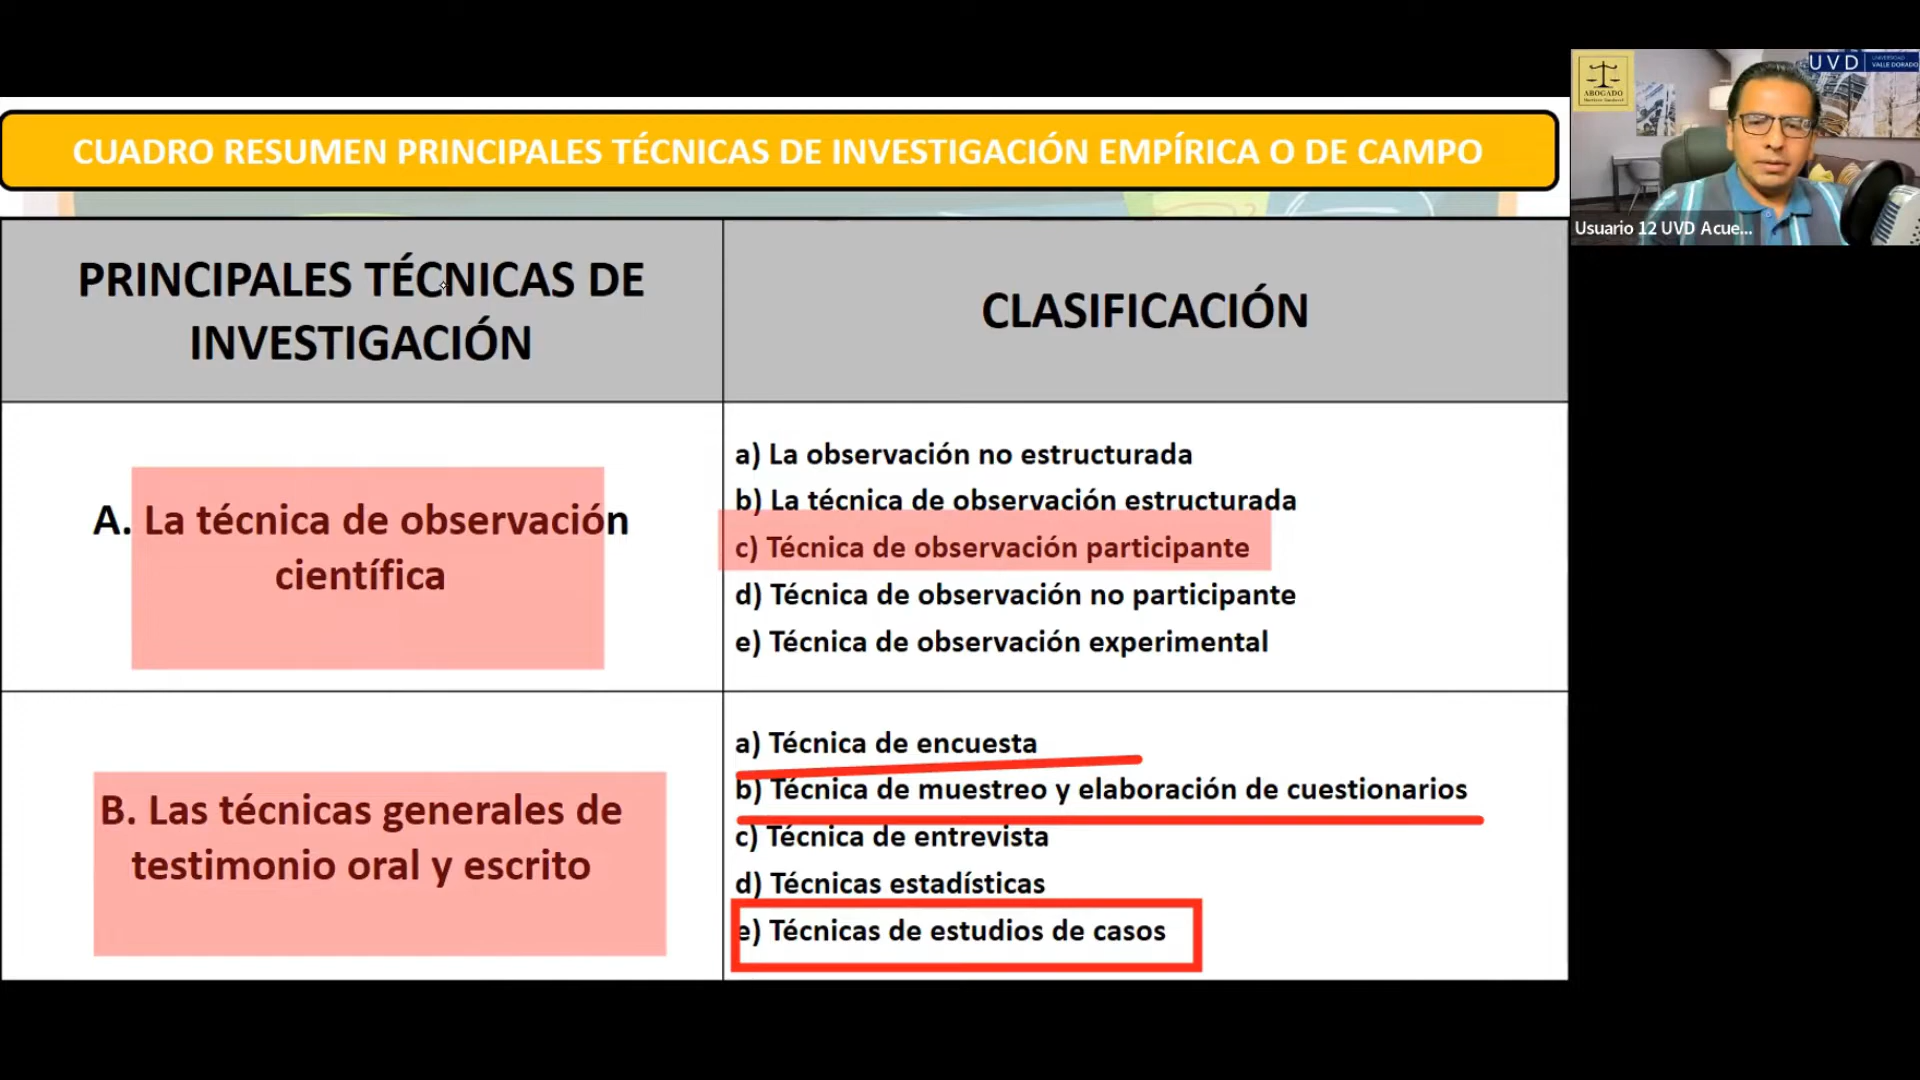 UVD
UNIVERSIDAD
VALLE DORADO
ABOGADO
Usuario 12 UVD Acue...
CUADRO RESUMEN PRINCIPALES TÉCNICAS DE INVESTIGACIÓN EMPÍRICA O DE CAMPO
PRINCIPALES TÉCNICAS DE
INVESTIGACIÓN
CLASIFICACIÓN
A. La técnica de observación
científica
a) La observación no estructurada
b) La técnica de observación estructurada
c) Técnica de observación participante
d) Técnica de observación no participante
e) Técnica de observación experimental
B. Las técnicas generales de
testimonio oral y escrito
a) Técnica de encuesta
b) Técnica de muestreo y elaboración de cuestionarios
c) Técnica de entrevista
d) Técnicas estadísticas
e) Técnicas de estudios de casos